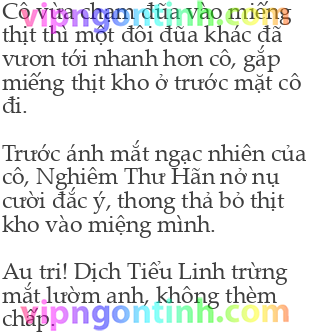 Cô vừa chạm đũa vào miếng
thịt thì một đôi đũa khác đã
vươn tới nhanh hơn cô, gắp
miếng thịt kho ở trước mặt cô
đi.
Trước ánh mắt ngạc nhiên của
cô, Nghiêm Thư Hãn nở nụ
cười đắc ý, thong thả bỏ thịt
kho vào miệng mình.
Au tri! Dịch Tiểu Linh trừng
mắt lườm anh, không thèm
chấp.
vipngontinh.com
vipngontinh.com